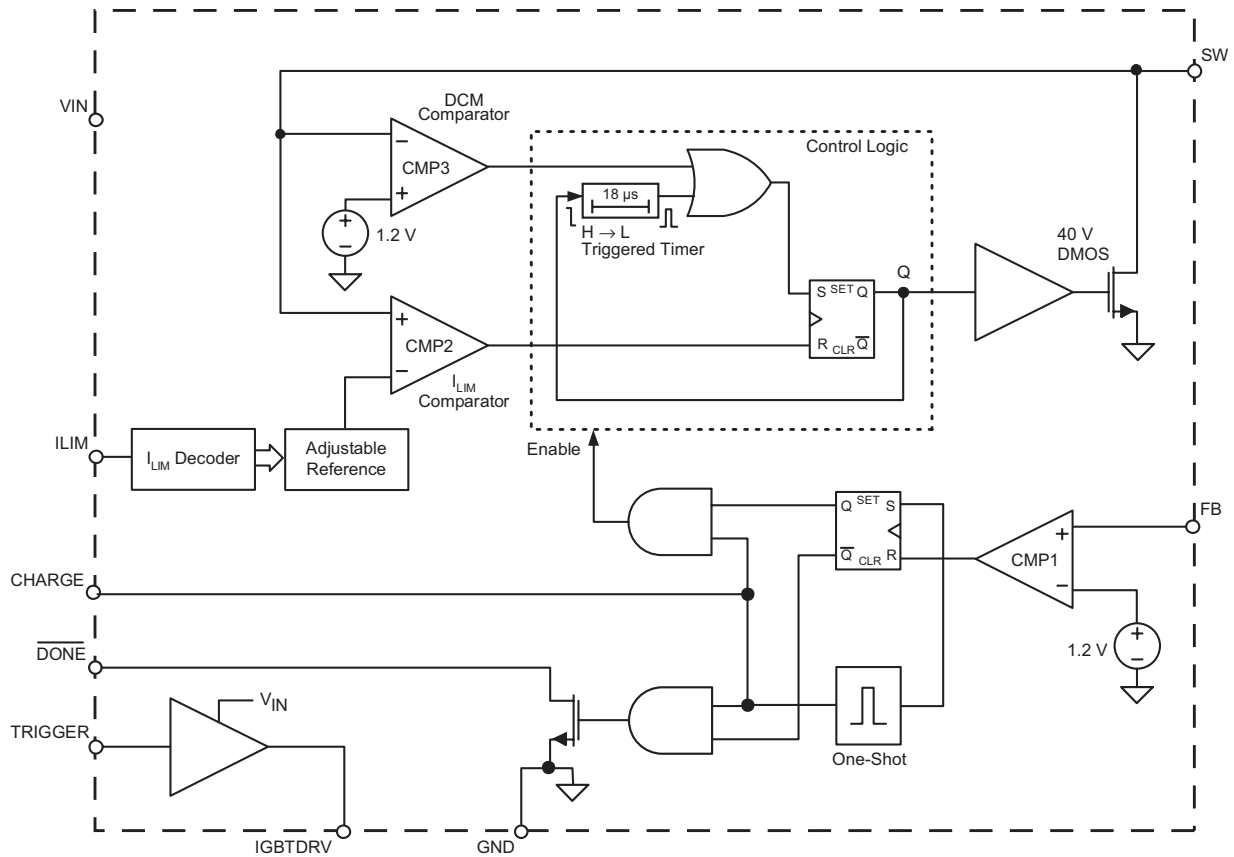 SW
VIN
DCM
Comparator
Control Logic
−
CMP3
+
18 µs
+
−
1.2 V
H → L
Triggered Timer
40 V
DMOS
Q
S SET Q
+
CMP2
−
R CLR Q̅
I_LIM
Comparator
ILIM
I_LIM Decoder
Adjustable
Reference
Enable
Q SET S
FB
+
Q̅ CLR R
CMP1
−
CHARGE
D̅O̅N̅E̅
+
−
1.2 V
V_IN
TRIGGER
One-Shot
IGBTDRV
GND